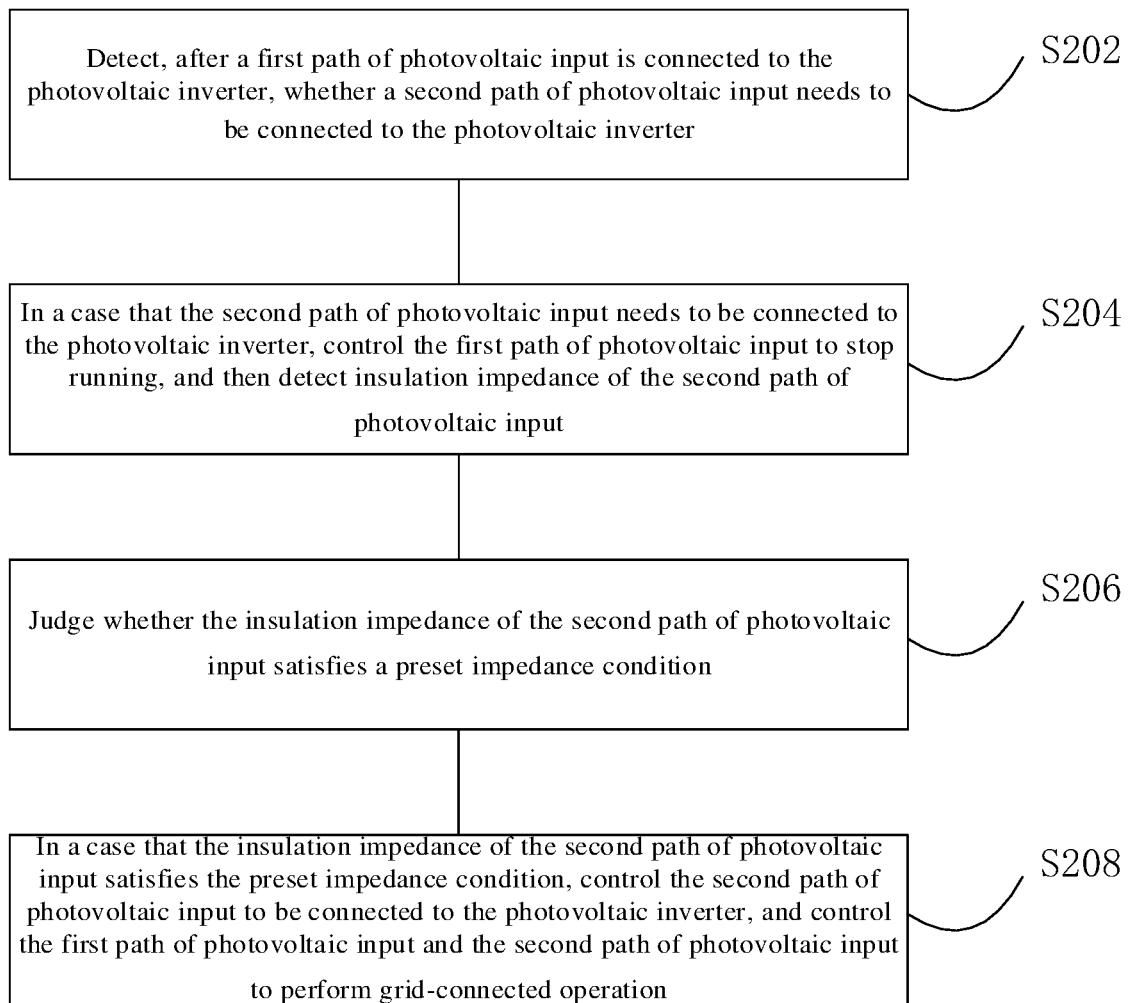 Detect, after a first path of photovoltaic input is connected to the
photovoltaic inverter, whether a second path of photovoltaic input needs to
be connected to the photovoltaic inverter
S202
In a case that the second path of photovoltaic input needs to be connected to
the photovoltaic inverter, control the first path of photovoltaic input to stop
running, and then detect insulation impedance of the second path of
photovoltaic input
S204
Judge whether the insulation impedance of the second path of photovoltaic
input satisfies a preset impedance condition
S206
In a case that the insulation impedance of the second path of photovoltaic
input satisfies the preset impedance condition, control the second path of
photovoltaic input to be connected to the photovoltaic inverter, and control
the first path of photovoltaic input and the second path of photovoltaic input
to perform grid-connected operation
S208